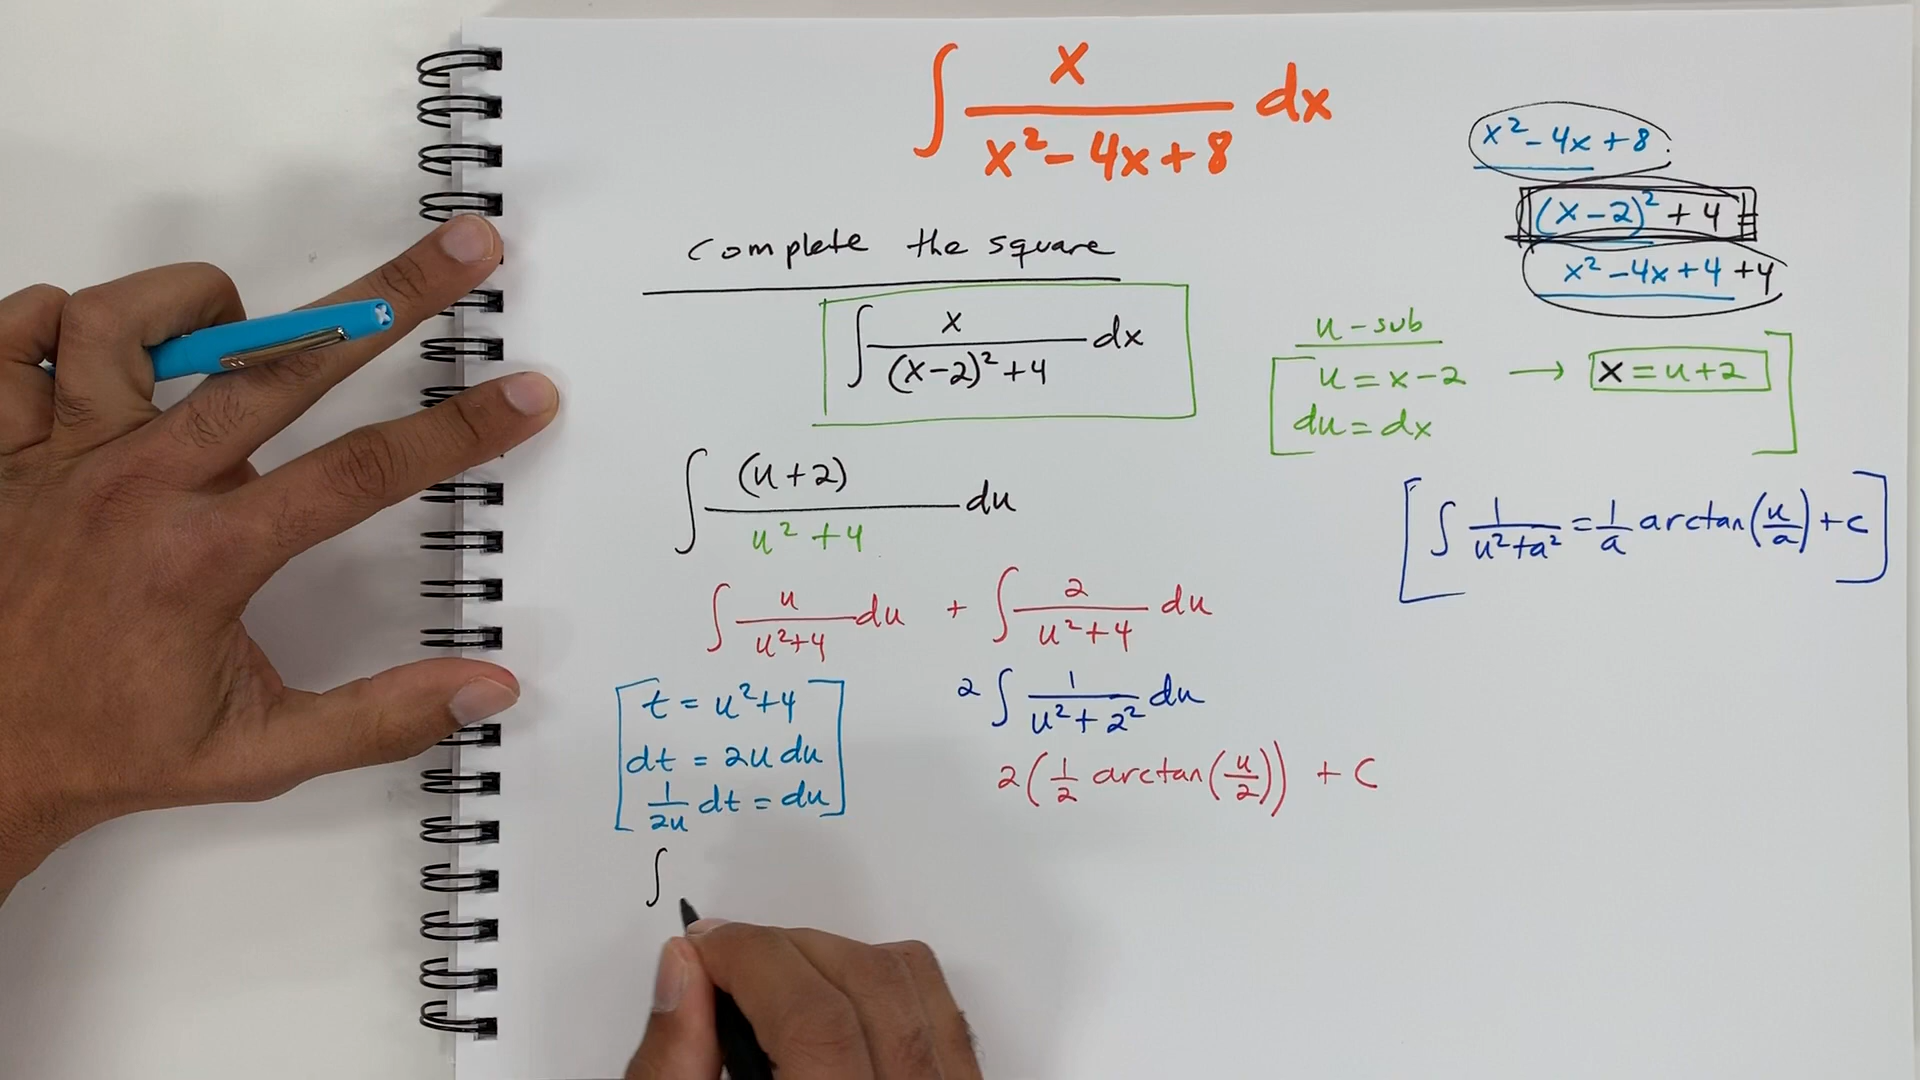 ∫ x / (x² - 4x + 8) dx
x² - 4x + 8
(x - 2)² + 4 =
x² - 4x + 4 + 4
complete the square
∫ x / ((x-2)² + 4) dx
u - sub
u = x - 2 → x = u + 2
du = dx
∫ (u+2) / (u² + 4) du
∫ 1 / (u² + a²) = 1/a arctan(u/a) + c
∫ u / (u² + 4) du + ∫ 2 / (u² + 4) du
t = u² + 4
dt = 2u du
1/2u dt = du
2 ∫ 1 / (u² + 2²) du
2(1/2 arctan(u/2)) + C
∫